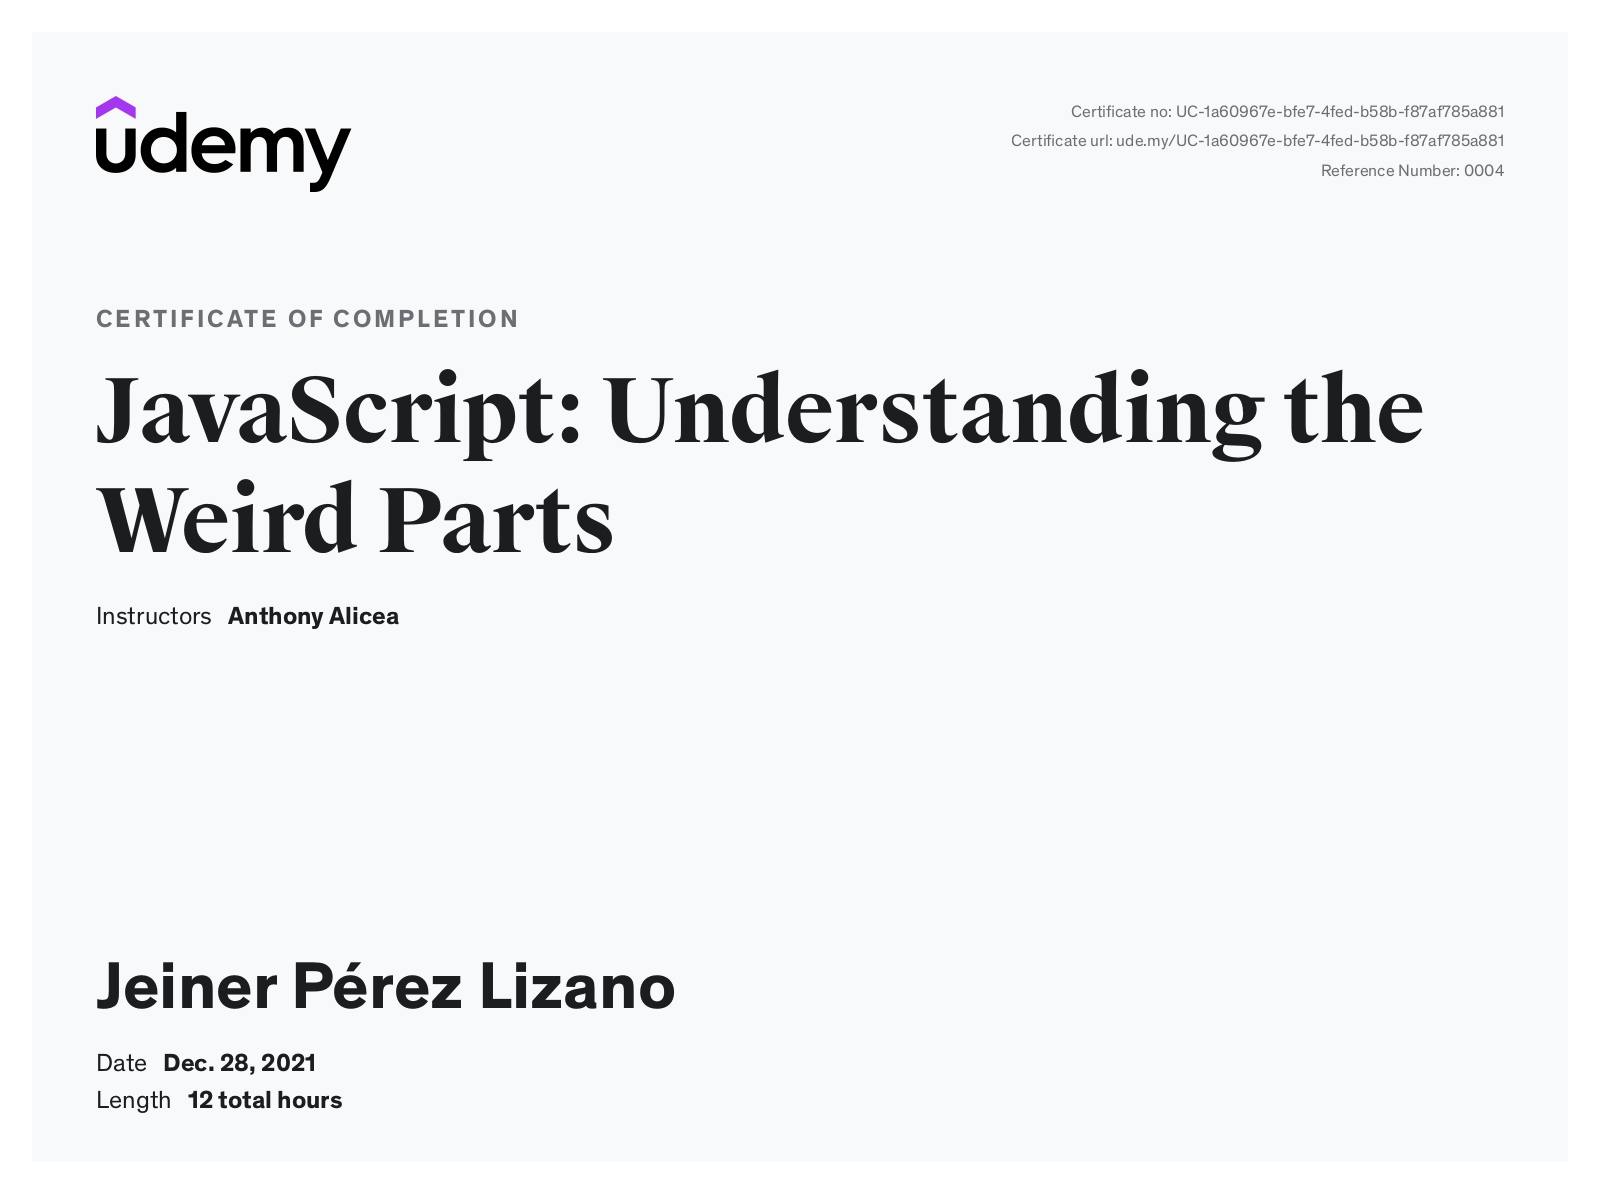 udemy
Certificate no: UC-1a60967e-bfe7-4fed-b58b-f87af785a881
Certificate url: ude.my/UC-1a60967e-bfe7-4fed-b58b-f87af785a881
Reference Number: 0004
CERTIFICATE OF COMPLETION
JavaScript: Understanding the
Weird Parts
Instructors Anthony Alicea
Jeiner Pérez Lizano
Date Dec. 28, 2021
Length 12 total hours